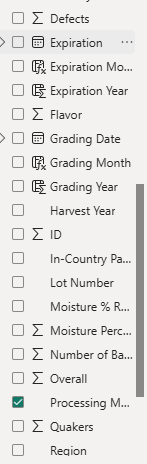 Defects
Expiration ...
Expiration Mo...
Expiration Year
Flavor
Grading Date
Grading Month
Grading Year
Harvest Year
ID
In-Country Pa...
Lot Number
Moisture % R...
Moisture Perc...
Number of Ba...
Overall
Processing M...
Quakers
Region